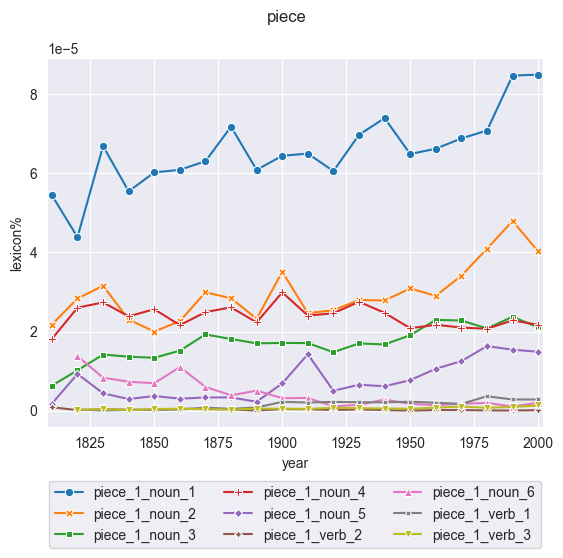 piece
1e−5
8
6
4
2
0
lexicon%
1825 1850 1875 1900 1925 1950 1975 2000
year
piece_1_noun_1 piece_1_noun_4 piece_1_noun_6
piece_1_noun_2 piece_1_noun_5 piece_1_verb_1
piece_1_noun_3 piece_1_verb_2 piece_1_verb_3